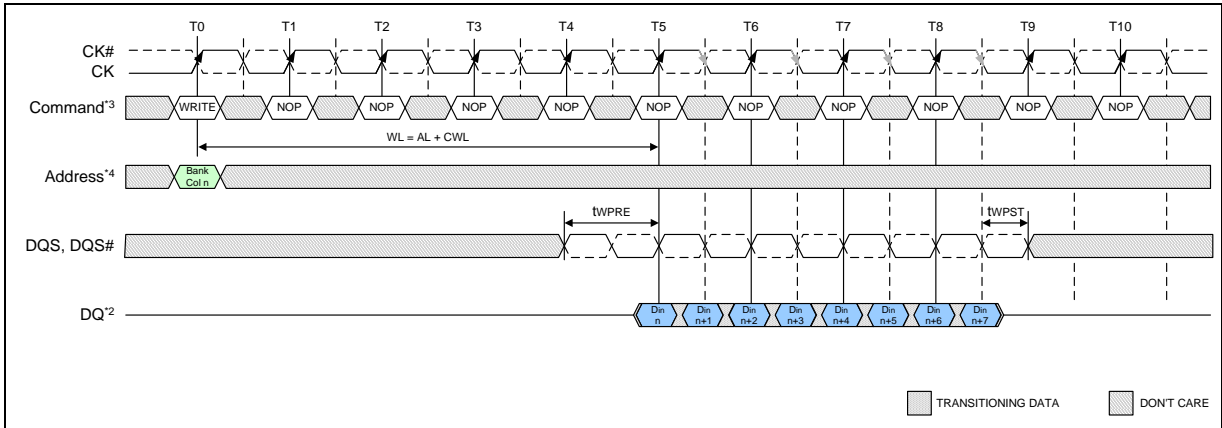 T0 T1 T2 T3 T4 T5 T6 T7 T8 T9 T10
CK#
CK
Command*3 WRITE NOP NOP NOP NOP NOP NOP NOP NOP NOP NOP
WL = AL + CWL
Address*4 Bank Col n
tWPRE tWPST
DQS, DQS#
DQ*2 Din n Din n+1 Din n+2 Din n+3 Din n+4 Din n+5 Din n+6 Din n+7
TRANSITIONING DATA DON'T CARE